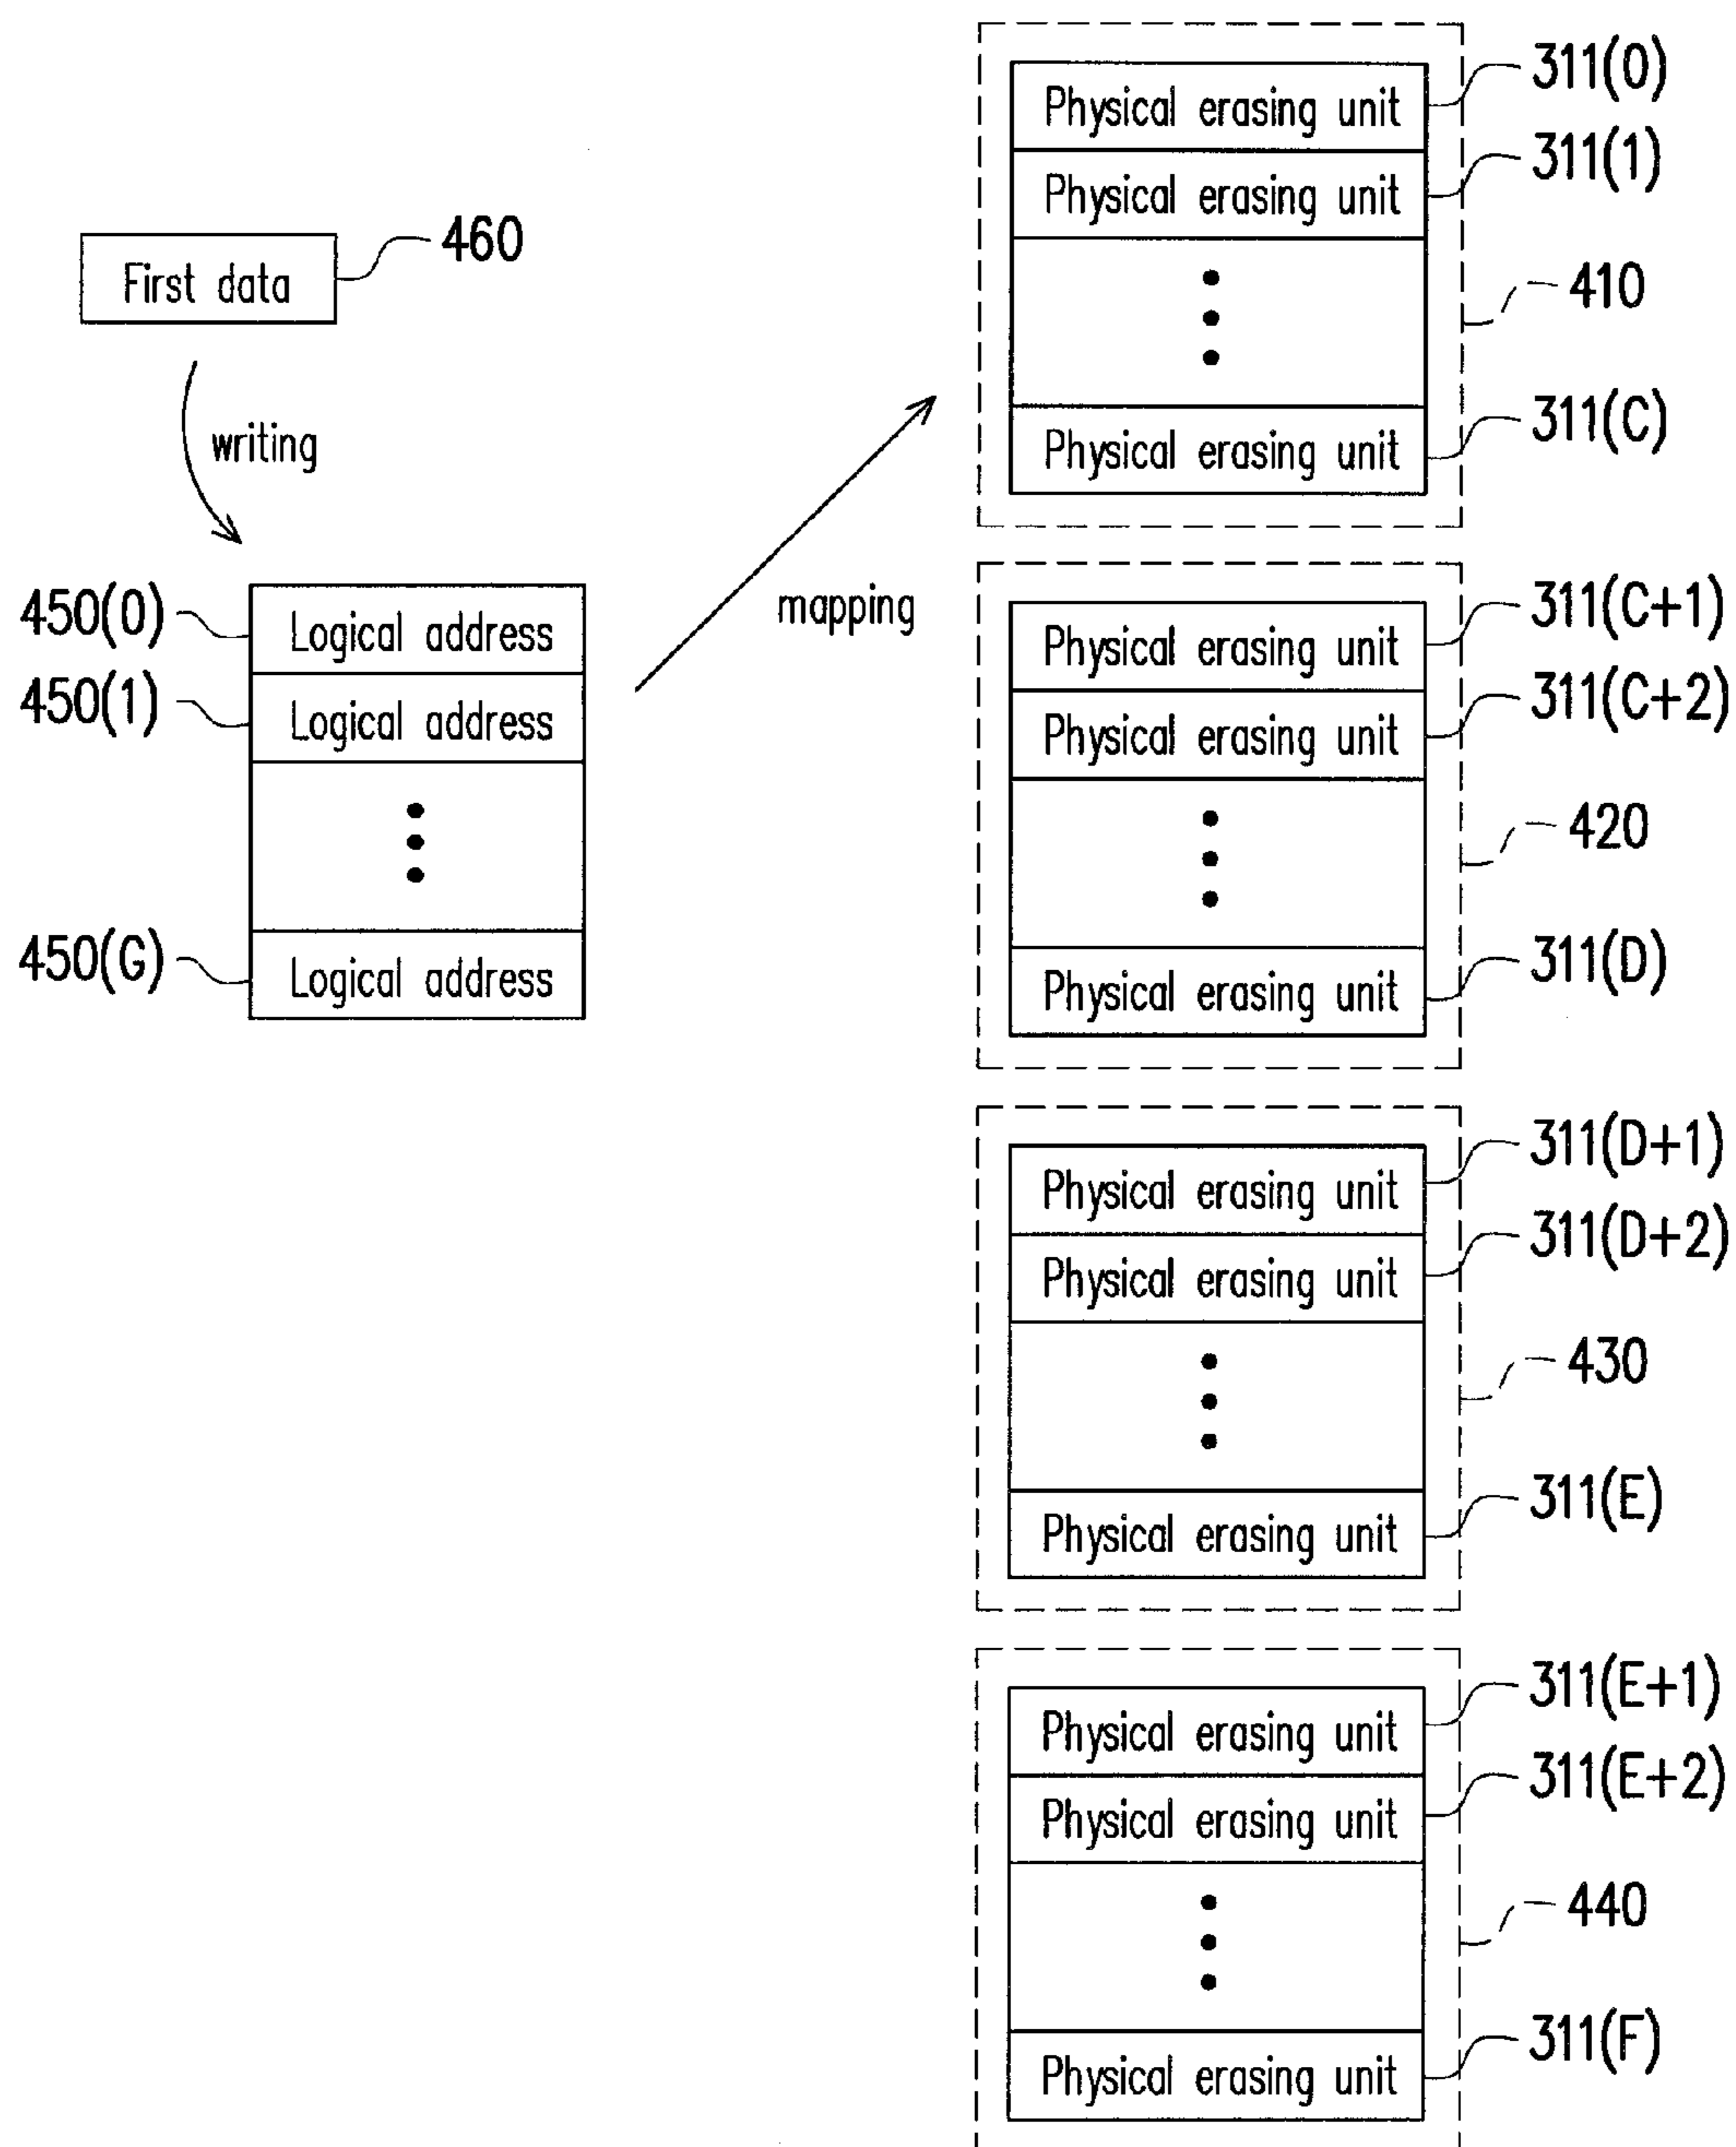 First data
460
writing
450(0)
Logical address
450(1)
Logical address
450(G)
Logical address
mapping
Physical erasing unit
311(0)
Physical erasing unit
311(1)
410
Physical erasing unit
311(C)
Physical erasing unit
311(C+1)
Physical erasing unit
311(C+2)
420
Physical erasing unit
311(D)
Physical erasing unit
311(D+1)
Physical erasing unit
311(D+2)
430
Physical erasing unit
311(E)
Physical erasing unit
311(E+1)
Physical erasing unit
311(E+2)
440
Physical erasing unit
311(F)